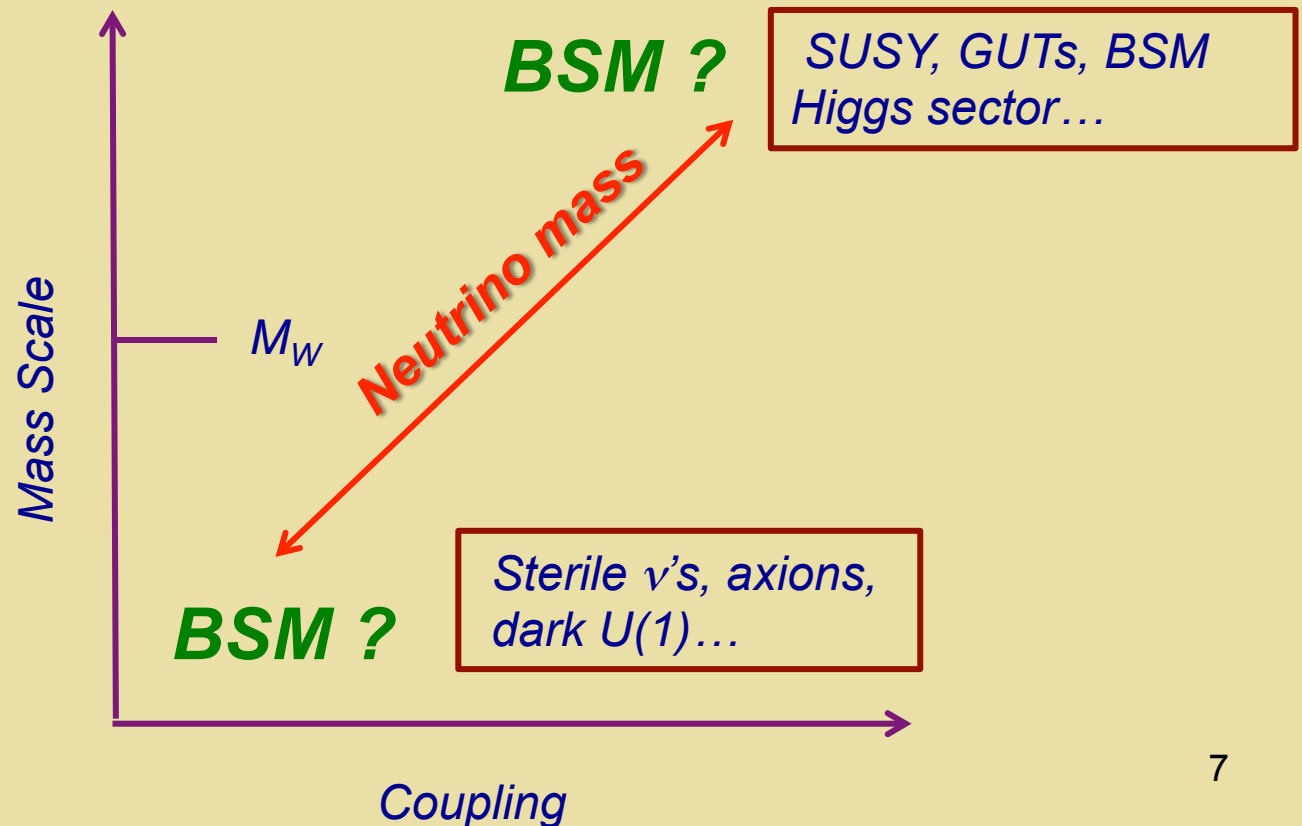 BSM ?
SUSY, GUTs, BSM
Higgs sector…
Neutrino mass
Mass Scale
M_W
Sterile ν’s, axions,
dark U(1)…
BSM ?
7
Coupling